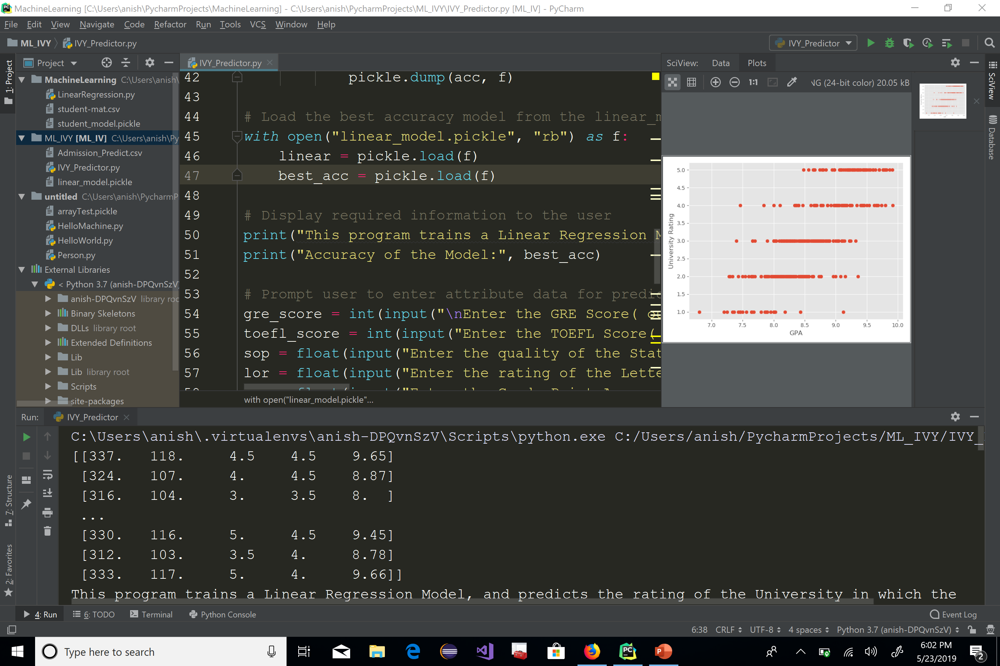 MachineLearning [C:\Users\anish\PycharmProjects\MachineLearning] - C:\Users\anish\PycharmProjects\ML_IVY\IVY_Predictor.py [ML_IV] - PyCharm
File Edit View Navigate Code Refactor Run Tools VCS Window Help
ML_IVY IVY_Predictor.py
IVY_Predictor
1: Project
Project
MachineLearning C:\Users\anish\
LinearRegression.py
student-mat.csv
student_model.pickle
ML_IVY [ML_IV] C:\Users\anish\Py
Admission_Predict.csv
IVY_Predictor.py
linear_model.pickle
untitled C:\Users\anish\PycharmP
arrayTest.pickle
HelloMachine.py
HelloWorld.py
Person.py
External Libraries
< Python 3.7 (anish-DPQvnSzV)
anish-DPQvnSzV library roo
Binary Skeletons
DLLs library root
Extended Definitions
Lib
Lib library root
Scripts
site-packages
IVY_Predictor.py
42 pickle.dump(acc, f)
43
44 # Load the best accuracy model from the linear_m
45 with open("linear_model.pickle", "rb") as f:
46 linear = pickle.load(f)
47 best_acc = pickle.load(f)
48
49 # Display required information to the user
50 print("This program trains a Linear Regression M
51 print("Accuracy of the Model:", best_acc)
52
53 # Prompt user to enter attribute data for predic
54 gre_score = int(input("\nEnter the GRE Score( ou
55 toefl_score = int(input("Enter the TOEFL Score(
56 sop = float(input("Enter the quality of the Stat
57 lor = float(input("Enter the rating of the Lette
with open("linear_model.pickle"...
SciView: Data Plots
1:1 NG (24-bit color) 20.05 kB
SciView
Database
5.0
4.5
4.0
3.5
3.0
2.5
2.0
1.5
1.0
University Rating
7.0 7.5 8.0 8.5 9.0 9.5 10.0
GPA
Run: IVY_Predictor
C:\Users\anish\.virtualenvs\anish-DPQvnSzV\Scripts\python.exe C:/Users/anish/PycharmProjects/ML_IVY/IVY_
[[337. 118. 4.5 4.5 9.65]
[324. 107. 4. 4.5 8.87]
[316. 104. 3. 3.5 8. ]
...
[330. 116. 5. 4.5 9.45]
[312. 103. 3.5 4. 8.78]
[333. 117. 5. 4. 9.66]]
This program trains a Linear Regression Model, and predicts the rating of the University in which the
7: Structure
2: Favorites
4: Run 6: TODO Terminal Python Console Event Log
6:38 CRLF UTF-8 4 spaces Python 3.7 (anish-DPQvnSzV)
Type here to search
6:02 PM
5/23/2019
2